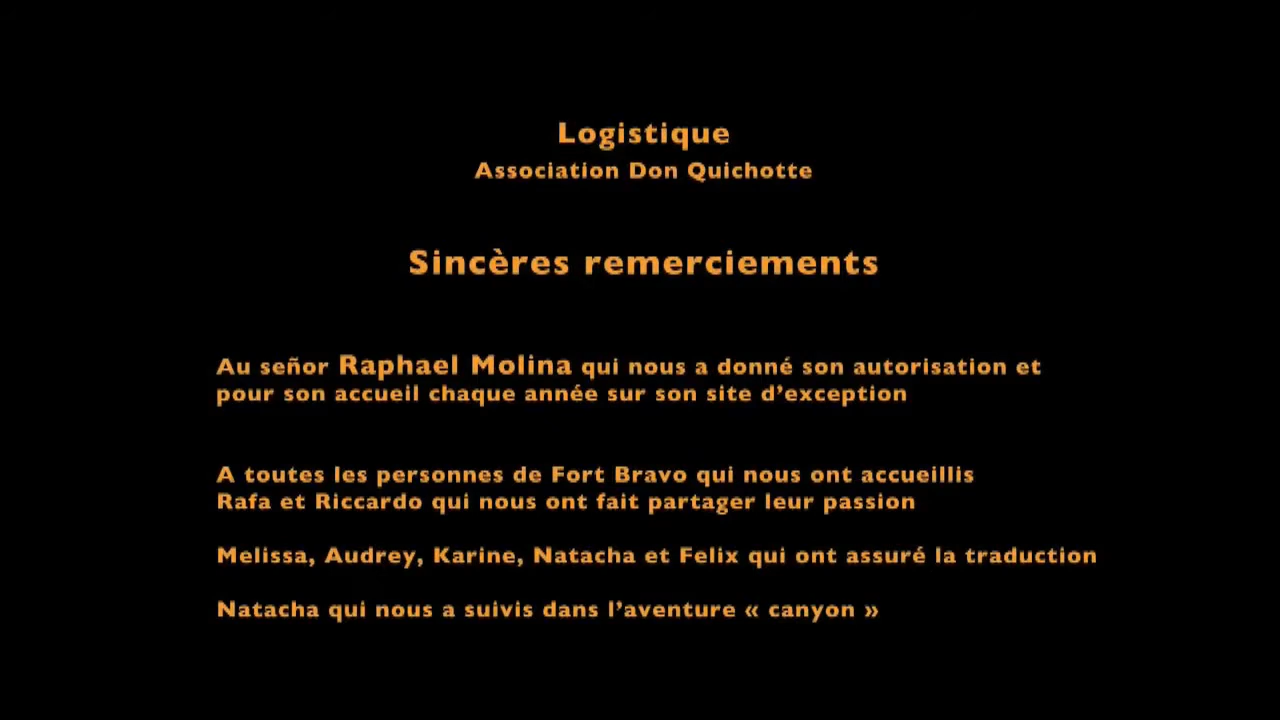 Logistique
Association Don Quichotte
Sincères remerciements
Au señor Raphael Molina qui nous a donné son autorisation et
pour son accueil chaque année sur son site d’exception
A toutes les personnes de Fort Bravo qui nous ont accueillis
Rafa et Riccardo qui nous ont fait partager leur passion
Melissa, Audrey, Karine, Natacha et Felix qui ont assuré la traduction
Natacha qui nous a suivis dans l’aventure « canyon »